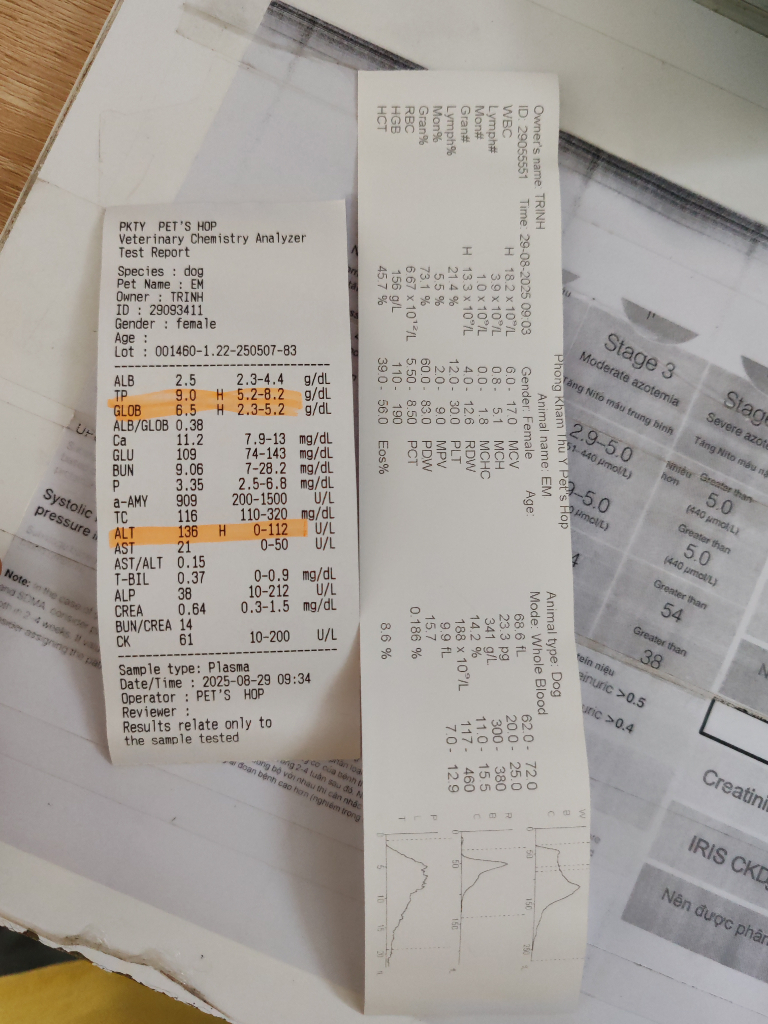 PKTY PET'S HOP
Veterinary Chemistry Analyzer
Test Report
Species : dog
Pet Name : EM
Owner : TRINH
ID : 29093411
Gender : female
Age :
Lot : 001460-1.22-250507-83
ALB 2.5 2.3-4.4 g/dL
TP 9.0 H 5.2-8.2 g/dL
GLOB 6.5 H 2.3-5.2 g/dL
ALB/GLOB 0.38
Ca 11.2 7.9-13 mg/dL
GLU 109 74-143 mg/dL
BUN 9.06 7-28.2 mg/dL
P 3.35 2.5-6.8 mg/dL
a-AMY 909 200-1500 U/L
TC 116 110-320 mg/dL
ALT 136 H 0-112 U/L
AST 21 0-50 U/L
AST/ALT 0.15
T-BIL 0.37 0-0.9 mg/dL
ALP 38 10-212 U/L
CREA 0.64 0.3-1.5 mg/dL
BUN/CREA 14
CK 61 10-200 U/L
Sample type: Plasma
Date/Time : 2025-08-29 09:34
Operator : PET'S HOP
Reviewer :
Results relate only to
the sample tested
Phong Kham Thu Y Pet's Hop
Owner's name: TRINH Animal name: EM Animal type: Dog
ID: 29055551 Time: 29-08-2025 09:03 Gender: Female Age: Mode: Whole Blood
WBC H 18.2 x 10⁹/L 6.0- 17.0 MCV 68.6 fL 62.0- 72.0
Lymph# 3.9 x 10⁹/L 0.8- 5.1 MCH 23.3 pg 20.0- 25.0
Mon# 1.0 x 10⁹/L 0.0- 1.8 MCHC 341 g/L 300- 380
Gran# H 13.3 x 10⁹/L 4.0- 12.6 RDW 14.2 % 11.0- 15.5
Lymph% 21.4 % 12.0- 30.0 PLT 188 x 10⁹/L 117- 460
Mon% 5.5 % 2.0- 9.0 MPV 9.9 fL 7.0- 12.9
Gran% 73.1 % 60.0- 83.0 PDW 15.7
RBC 6.67 x 10¹²/L 5.50- 8.50 PCT 0.186 %
HGB 156 g/L 110- 190
HCT 45.7 % 39.0- 56.0 Eos% 8.6 %
W
B
C
R
B
C
P
L
T
Stage 3
Moderate azotemia
Tăng Nitơ máu trung bình
2.9–5.0
Severe
Tăng Nitơ máu
Greater than
5.0
(440 µmol/L)
Greater than
5.0
(440 µmol/L)
Greater than
54
Greater than
38
>0.5
>0.4
IRIS CKD
Nên được
Systolic
pressure
Note: